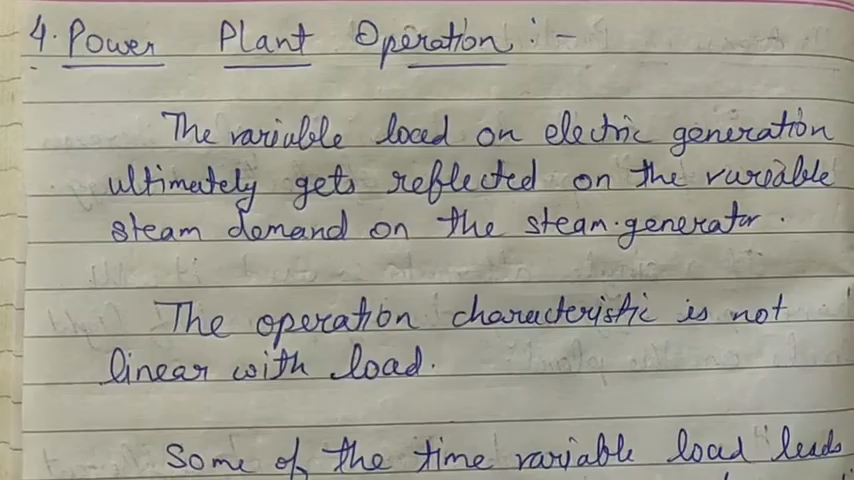 4. Power Plant Operation :-
The variable load on electric generation
ultimately gets reflected on the variable
steam demand on the steam generator.
The operation characteristic is not
linear with load.
Some of the time variable load leads